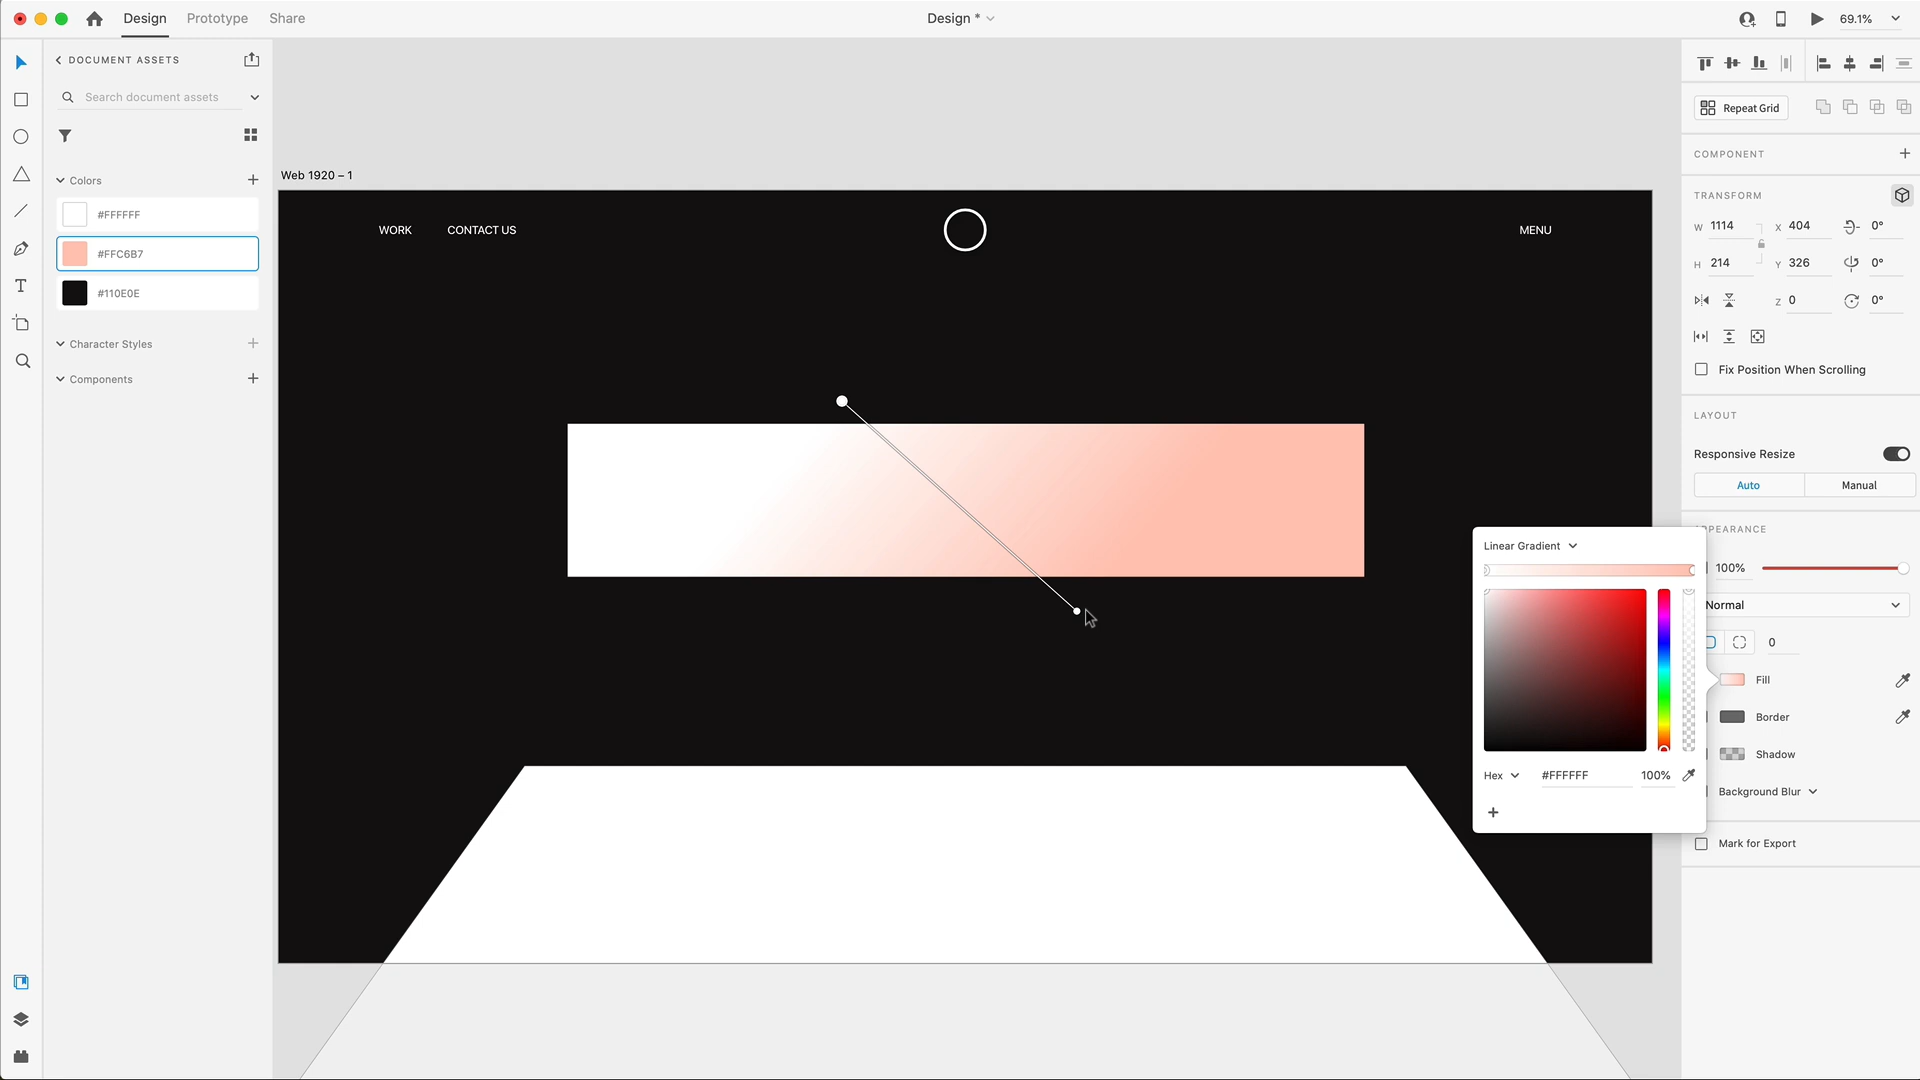 Design Prototype Share Design * 69.1%
DOCUMENT ASSETS
Search document assets
Colors
#FFFFFF
#FFC6B7
#110E0E
Character Styles
Components
Web 1920 – 1
WORK CONTACT US MENU
Repeat Grid
COMPONENT
TRANSFORM
W 1114 X 404 0°
H 214 Y 326 0°
Z 0 0°
Fix Position When Scrolling
LAYOUT
Responsive Resize
Auto Manual
PPEARANCE
Linear Gradient
100%
Normal
0
Fill
Border
Shadow
Hex #FFFFFF 100%
Background Blur
Mark for Export